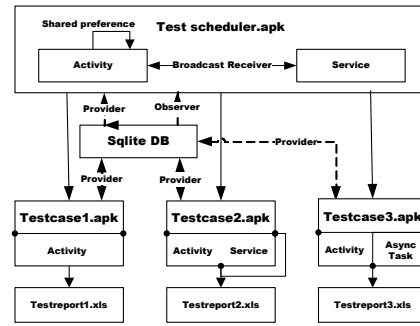 Test scheduler.apk
Shared preference
Activity
Broadcast Receiver
Service
Provider
Observer
Sqlite DB
Provider
Provider
Provider
Testcase1.apk
Testcase2.apk
Testcase3.apk
Activity
Activity
Service
Activity
Async
Task
Testreport1.xls
Testreport2.xls
Testreport3.xls